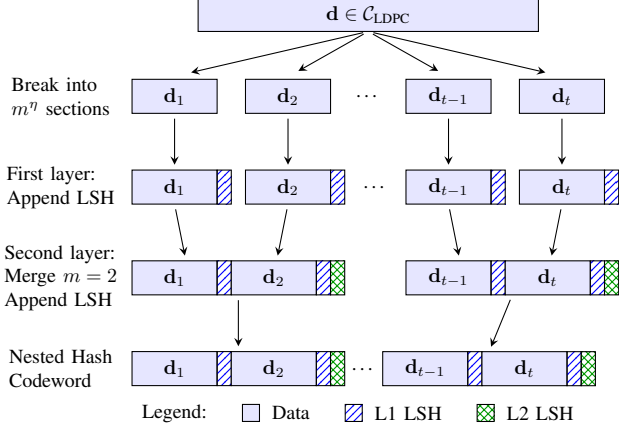 d ∈ C_LDPC
Break into
m^η sections
d_1 d_2 ... d_{t−1} d_t
First layer:
Append LSH
d_1 d_2 ... d_{t−1} d_t
Second layer:
Merge m = 2
Append LSH
d_1 d_2 d_{t−1} d_t
Nested Hash
Codeword
d_1 d_2 ... d_{t−1} d_t
Legend: Data L1 LSH L2 LSH